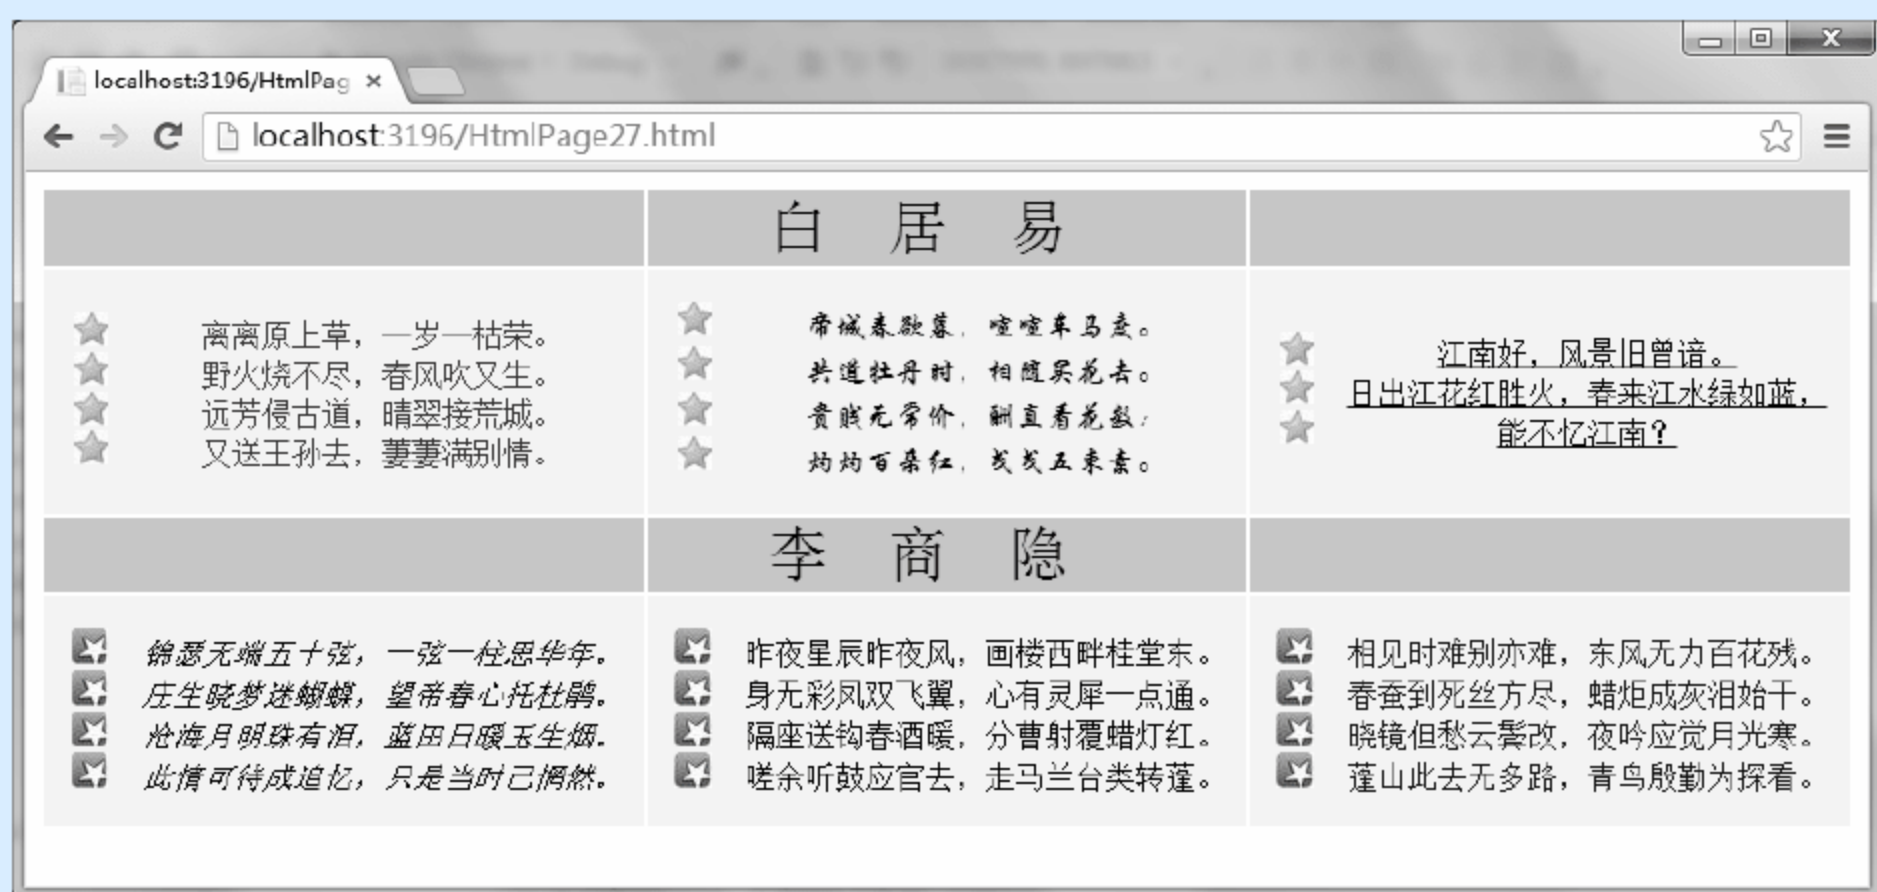 localhost:3196/HtmlPag
localhost:3196/HtmlPage27.html
白居易
离离原上草，一岁一枯荣。
野火烧不尽，春风吹又生。
远芳侵古道，晴翠接荒城。
又送王孙去，萋萋满别情。
帝城春欲暮，喧喧车马度。
共道牡丹时，相随买花去。
贵贱无常价，酬直看花数；
灼灼百朵红，戋戋五束素。
江南好，风景旧曾谙。
日出江花红胜火，春来江水绿如蓝，
能不忆江南？
李商隐
锦瑟无端五十弦，一弦一柱思华年。
庄生晓梦迷蝴蝶，望帝春心托杜鹃。
沧海月明珠有泪，蓝田日暖玉生烟。
此情可待成追忆，只是当时已惘然。
昨夜星辰昨夜风，画楼西畔桂堂东。
身无彩凤双飞翼，心有灵犀一点通。
隔座送钩春酒暖，分曹射覆蜡灯红。
嗟余听鼓应官去，走马兰台类转蓬。
相见时难别亦难，东风无力百花残。
春蚕到死丝方尽，蜡炬成灰泪始干。
晓镜但愁云鬓改，夜吟应觉月光寒。
蓬山此去无多路，青鸟殷勤为探看。